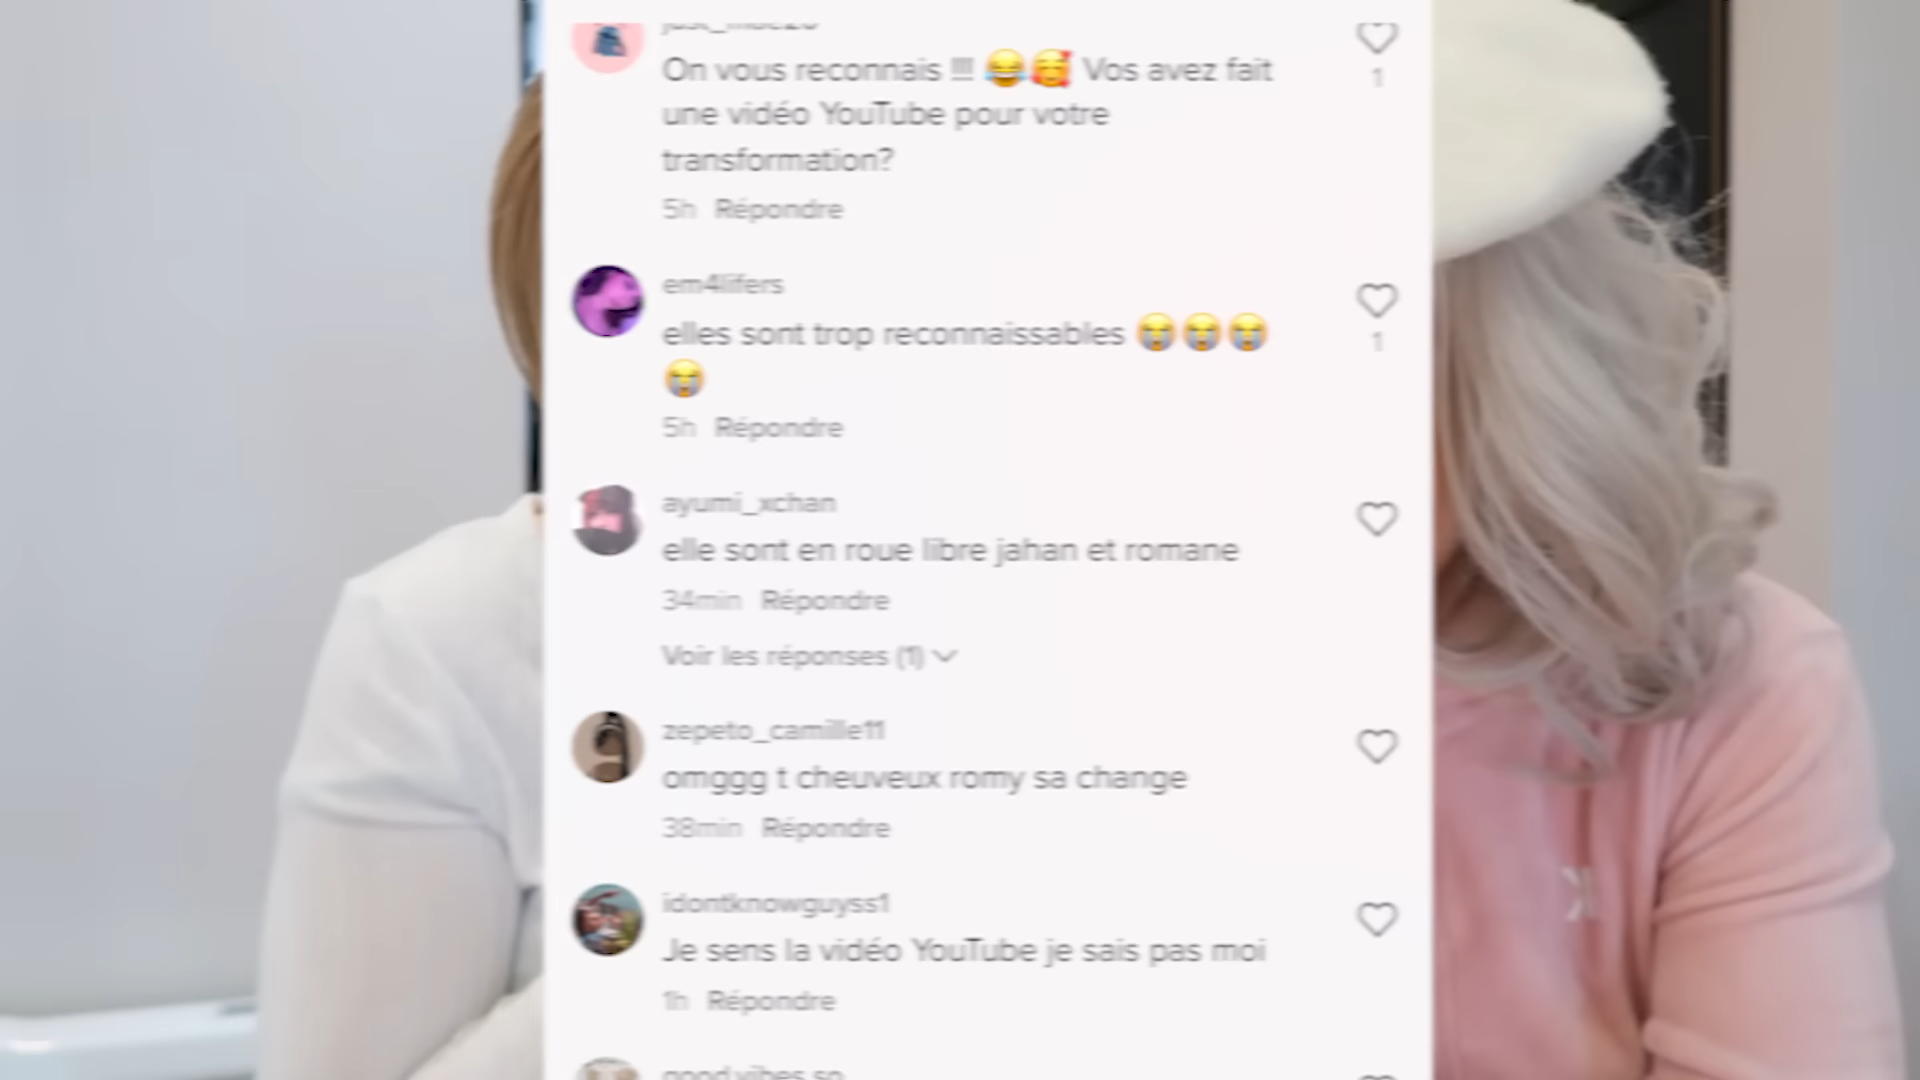 On vous reconnais !!! 😂🥰 Vos avez fait
1
une vidéo YouTube pour votre
transformation?
5h Répondre
em4lifers
elles sont trop reconnaissables 😭😭😭
1
😭
5h Répondre
ayumi_xchan
elle sont en roue libre jahan et romane
34min Répondre
Voir les réponses (1)
zepeto_camille11
omggg t cheuveux romy sa change
38min Répondre
idontknowguyss1
Je sens la vidéo YouTube je sais pas moi
1h Répondre